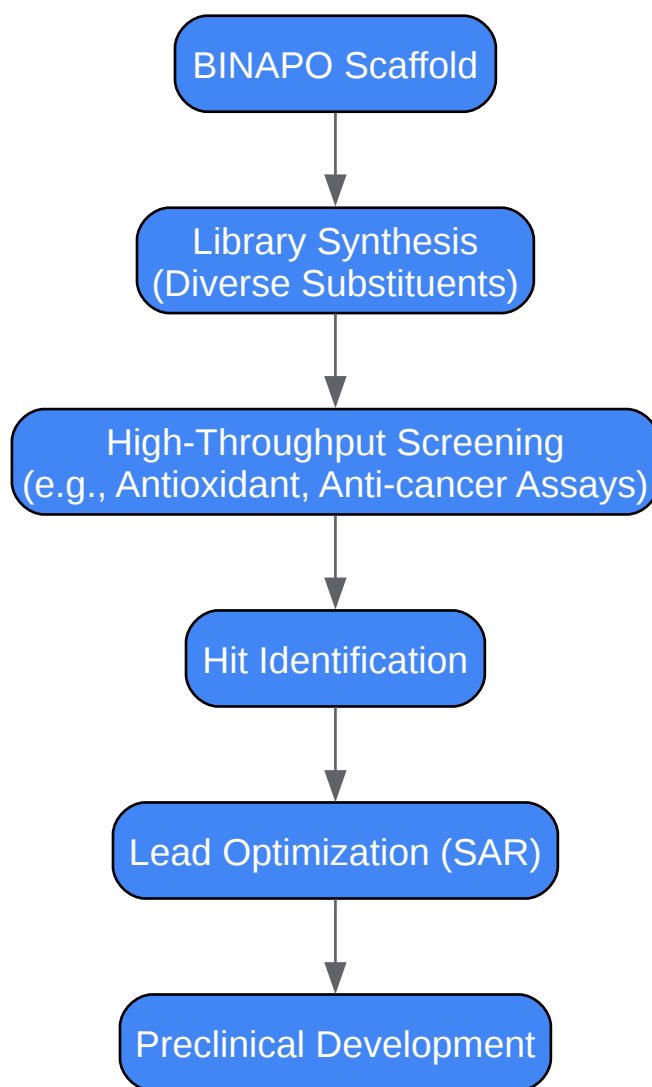 BINAPO Scaffold
Library Synthesis
(Diverse Substituents)
High-Throughput Screening
(e.g., Antioxidant, Anti-cancer Assays)
Hit Identification
Lead Optimization (SAR)
Preclinical Development